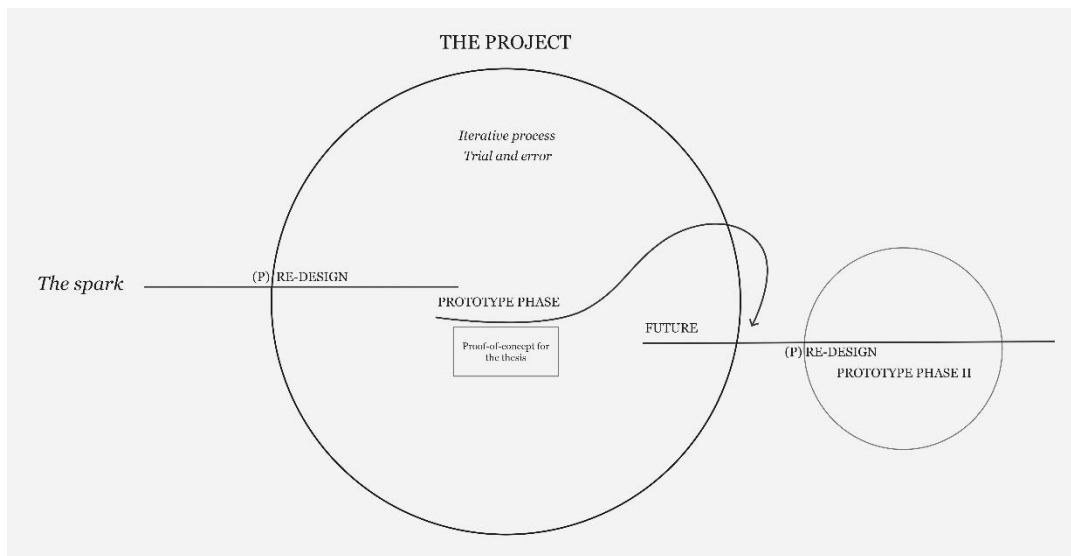 THE PROJECT
Iterative process
Trial and error
The spark
(P) RE-DESIGN
PROTOTYPE PHASE
Proof-of-concept for
the thesis
FUTURE
(P) RE-DESIGN
PROTOTYPE PHASE II